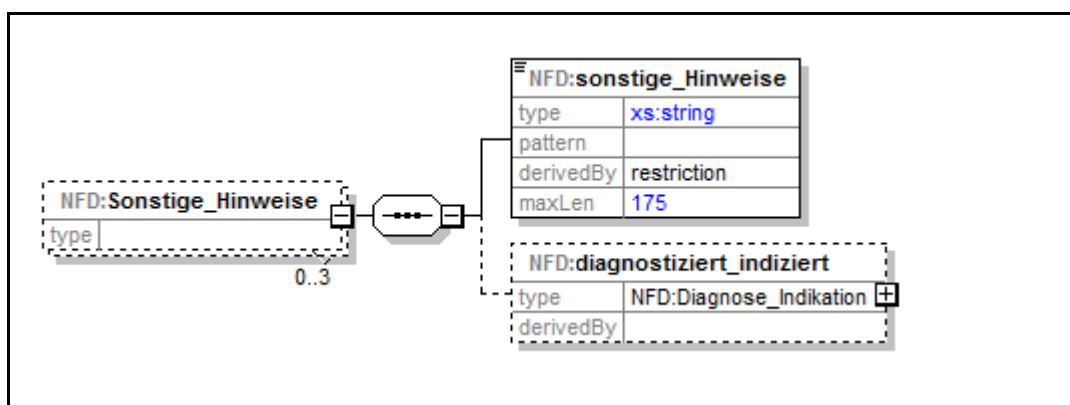 NFD:sonstige_Hinweise
type xs:string
pattern
derivedBy restriction
maxLen 175
NFD:Sonstige_Hinweise
type
0..3
NFD:diagnostiziert_indiziert
type NFD:Diagnose_Indikation
derivedBy